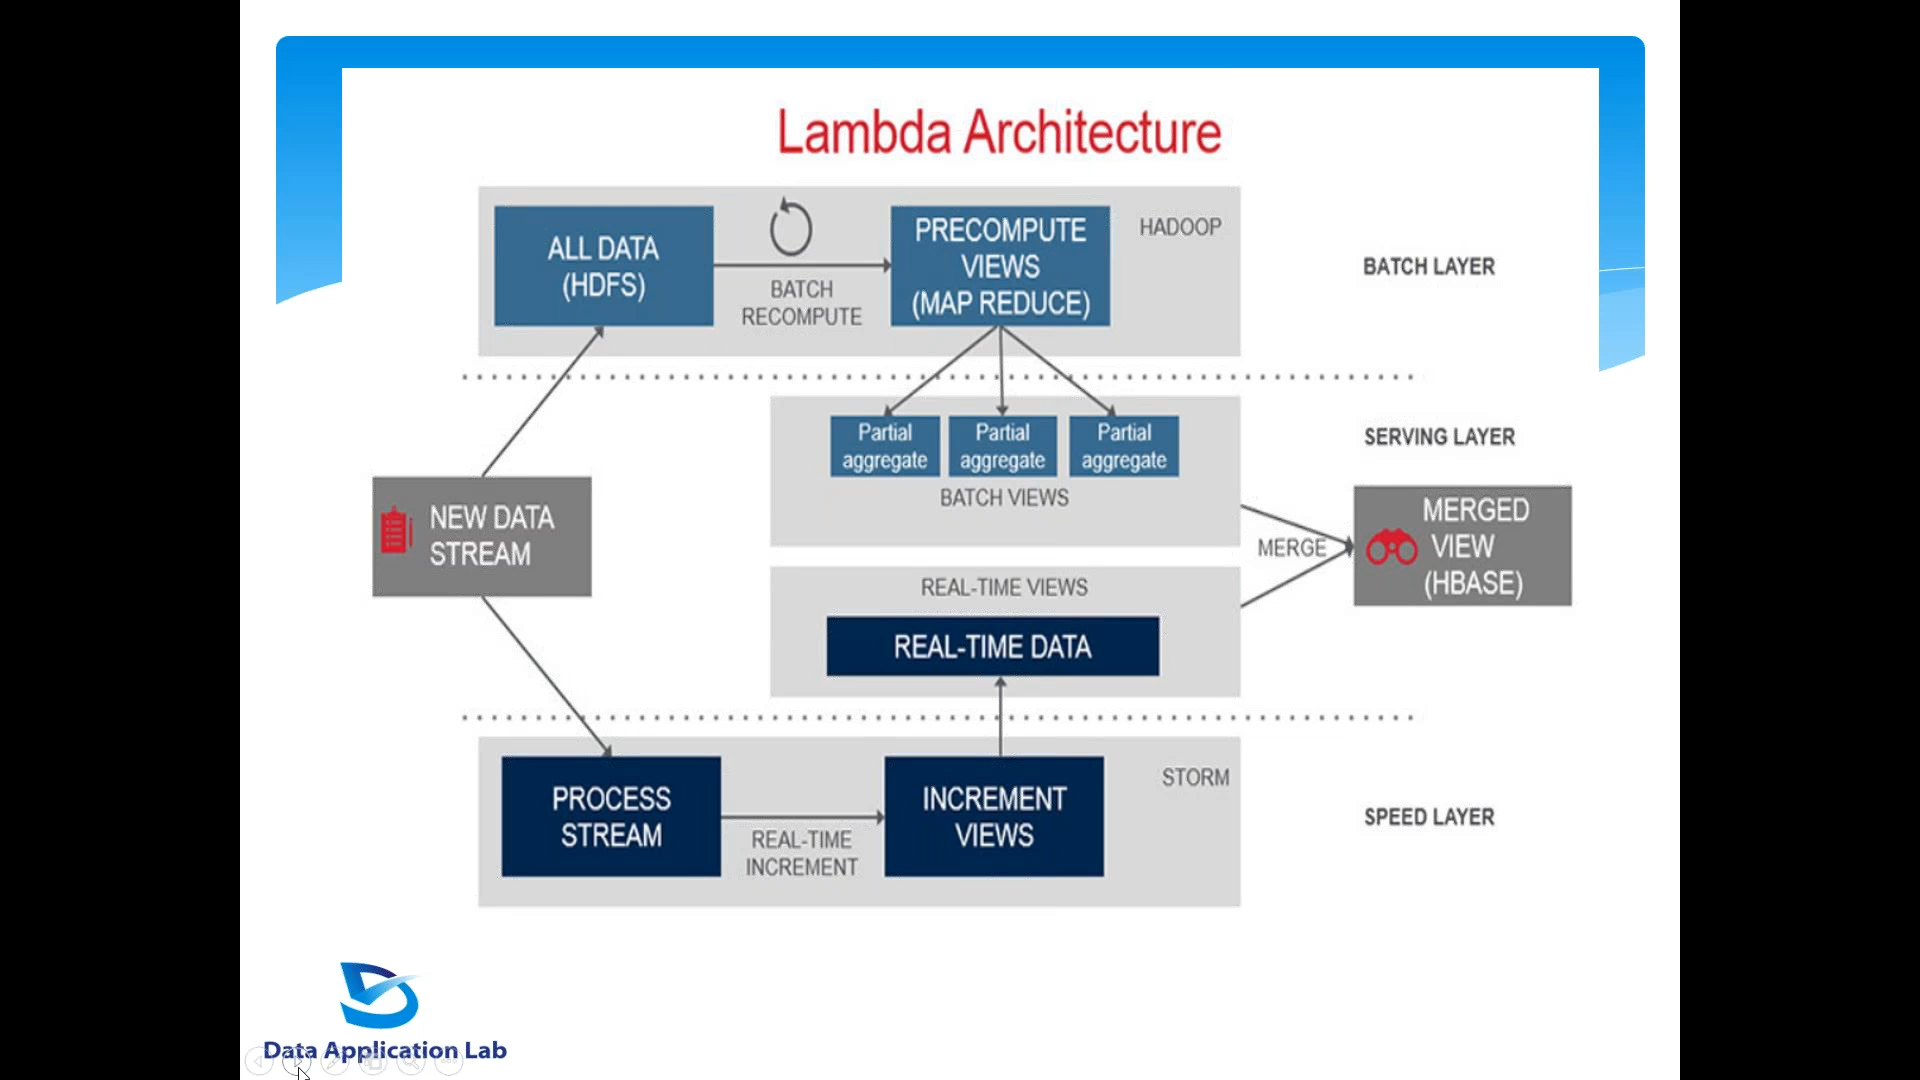 Lambda Architecture
ALL DATA
(HDFS)
BATCH
RECOMPUTE
PRECOMPUTE
VIEWS
(MAP REDUCE)
HADOOP
BATCH LAYER
Partial
aggregate
Partial
aggregate
Partial
aggregate
BATCH VIEWS
SERVING LAYER
NEW DATA
STREAM
MERGE
MERGED
VIEW
(HBASE)
REAL-TIME VIEWS
REAL-TIME DATA
PROCESS
STREAM
REAL-TIME
INCREMENT
INCREMENT
VIEWS
STORM
SPEED LAYER
Data Application Lab